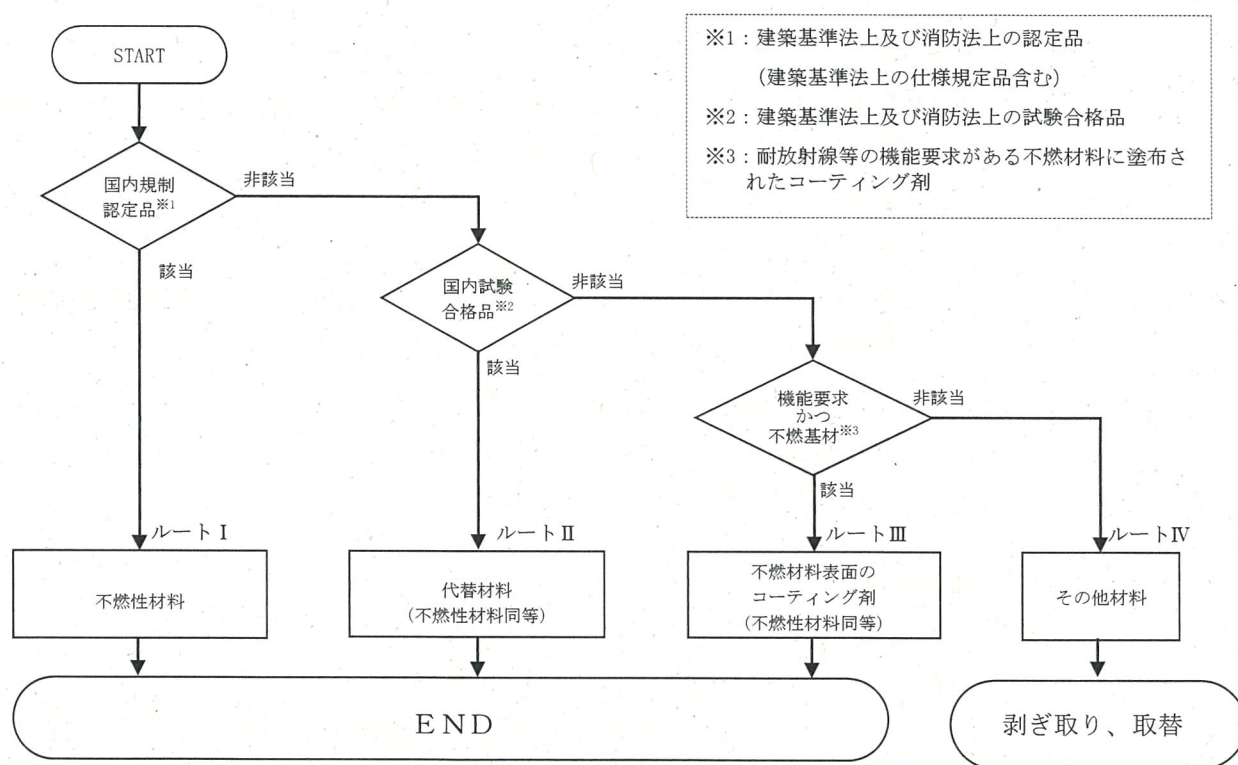 START
※1：建築基準法上及び消防法上の認定品
（建築基準法上の仕様規定品含む）
※2：建築基準法上及び消防法上の試験合格品
※3：耐放射線等の機能要求がある不燃材料に塗布さ
れたコーティング剤
国内規制
認定品※1
非該当
該当
国内試験
合格品※2
非該当
該当
機能要求
かつ
不燃基材※3
非該当
該当
ルートⅠ
ルートⅡ
ルートⅢ
ルートⅣ
不燃性材料
代替材料
(不燃性材料同等)
不燃材料表面の
コーティング剤
(不燃性材料同等)
その他材料
END
剥ぎ取り、取替